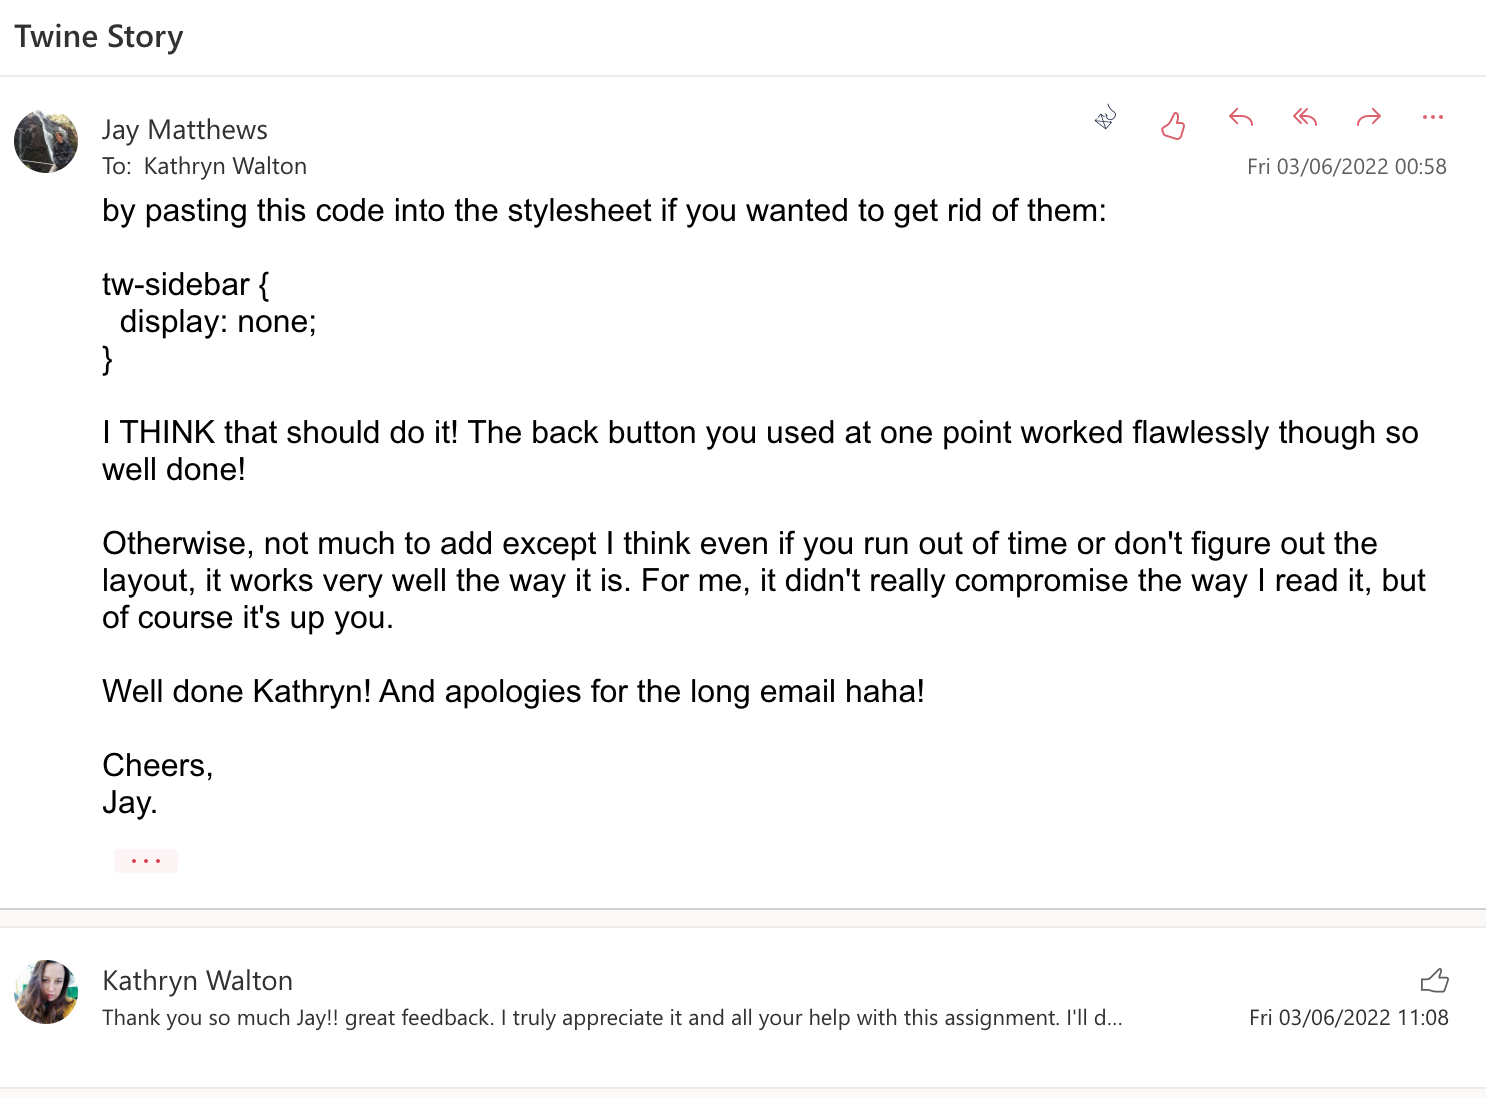 Twine Story
Jay Matthews
To: Kathryn Walton
Fri 03/06/2022 00:58
by pasting this code into the stylesheet if you wanted to get rid of them:
tw-sidebar {
display: none;
}
I THINK that should do it! The back button you used at one point worked flawlessly though so
well done!
Otherwise, not much to add except I think even if you run out of time or don't figure out the
layout, it works very well the way it is. For me, it didn't really compromise the way I read it, but
of course it's up you.
Well done Kathryn! And apologies for the long email haha!
Cheers,
Jay.
Kathryn Walton
Thank you so much Jay!! great feedback. I truly appreciate it and all your help with this assignment. I'll d...
Fri 03/06/2022 11:08